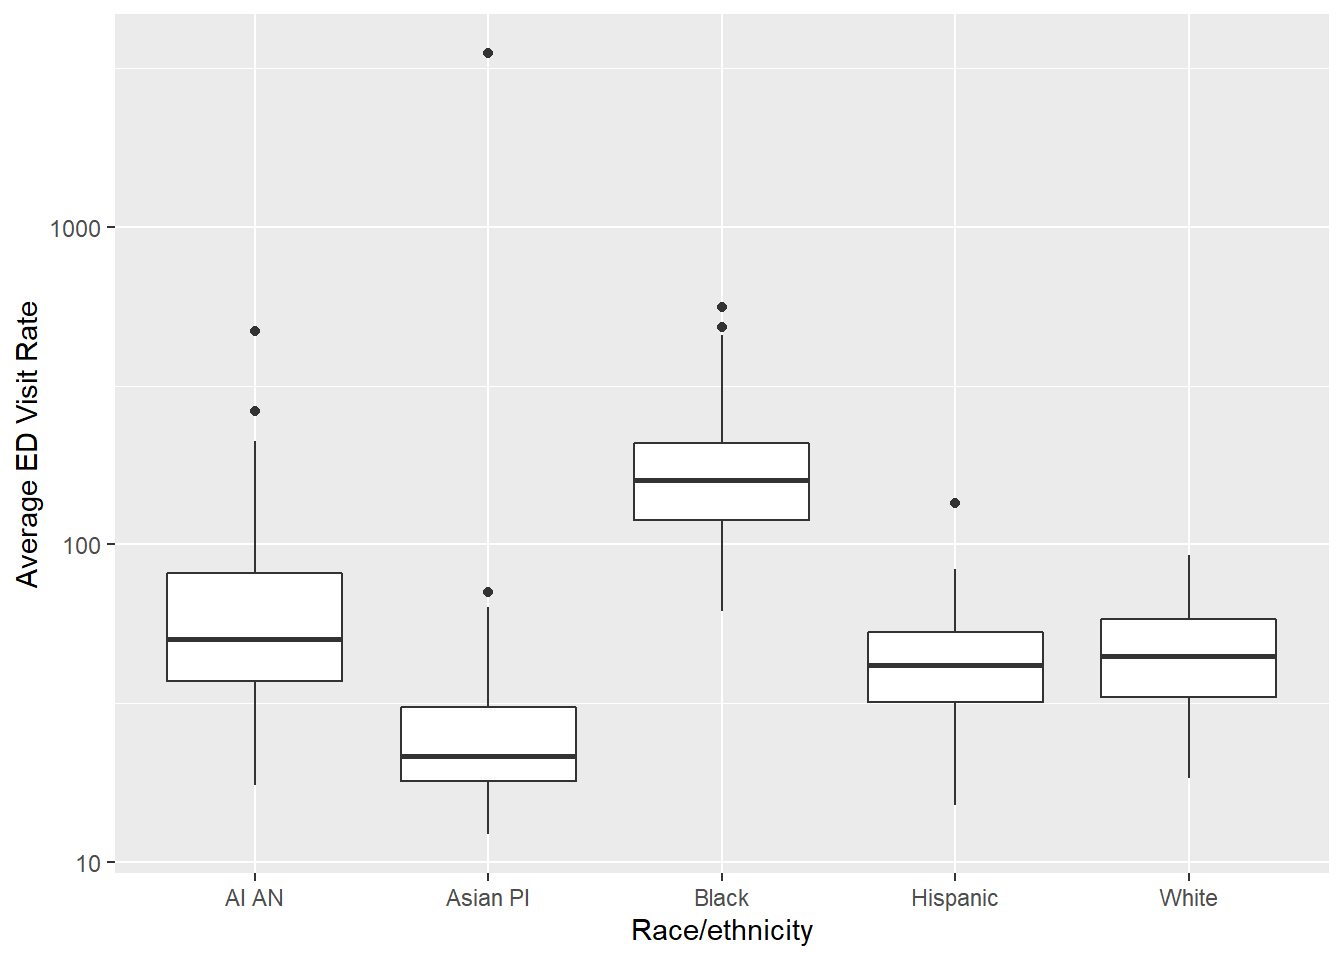 Average ED Visit Rate
1000
100
10
AI AN
Asian PI
Black
Hispanic
White
Race/ethnicity